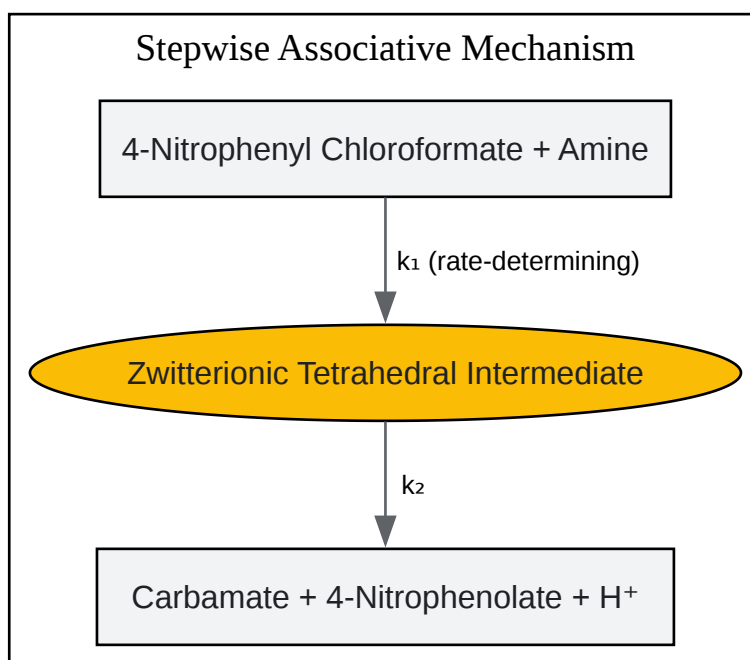 Stepwise Associative Mechanism
4-Nitrophenyl Chloroformate + Amine
k₁ (rate-determining)
Zwitterionic Tetrahedral Intermediate
k₂
Carbamate + 4-Nitrophenolate + H⁺